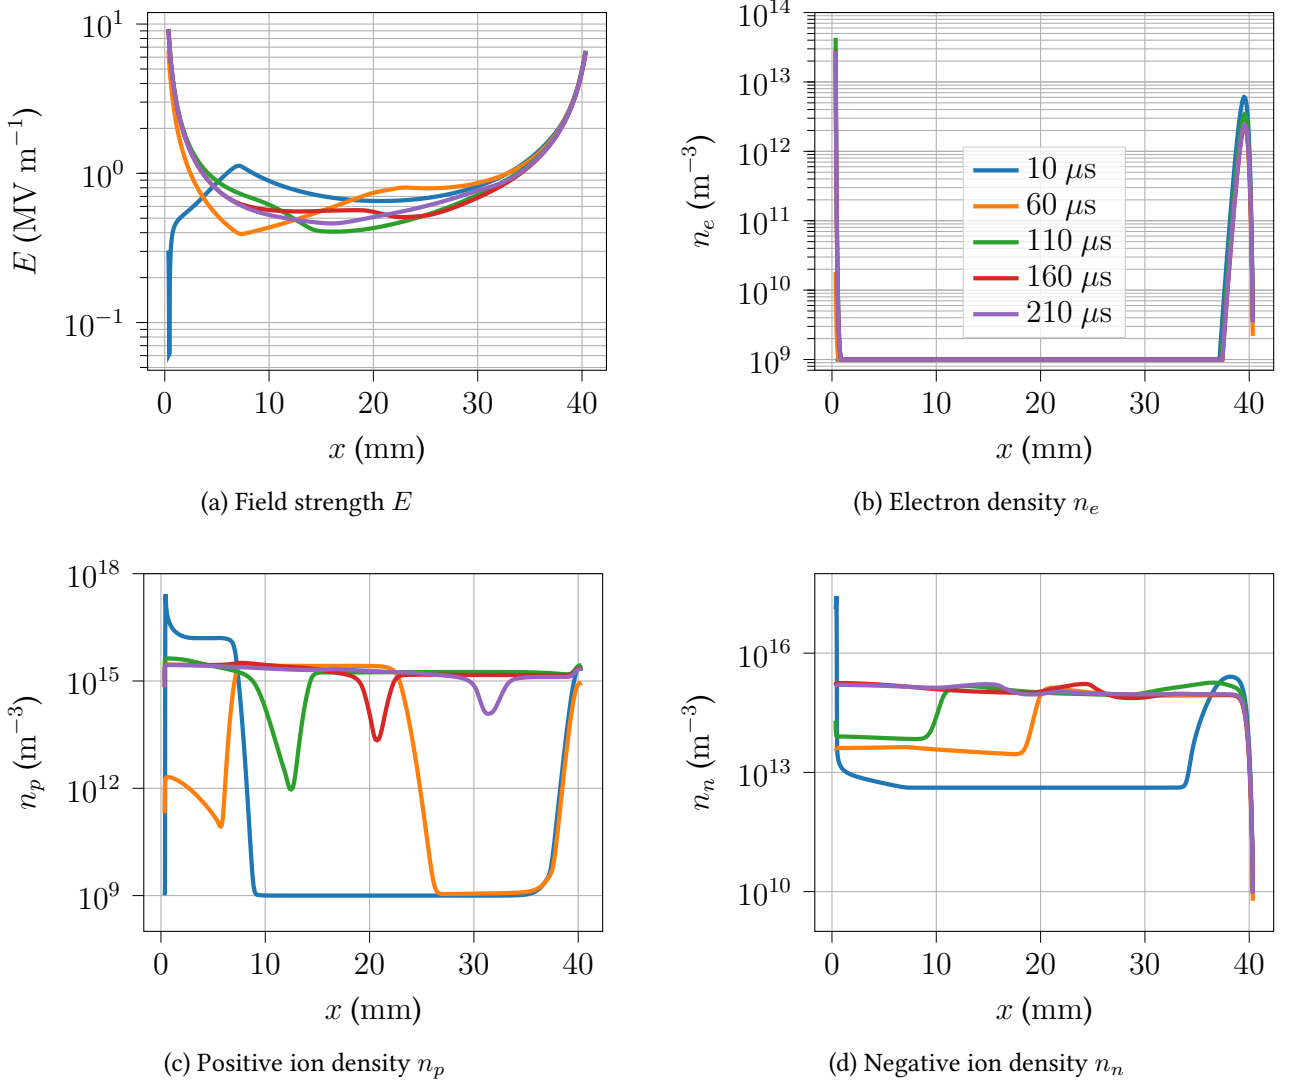 10^1
10^0
10^{-1}
E (MV m^{-1})
0 10 20 30 40
x (mm)
(a) Field strength E
10^{14}
10^{13}
10^{12}
10^{11}
10^{10}
10^9
n_e (m^{-3})
10 μs
60 μs
110 μs
160 μs
210 μs
0 10 20 30 40
x (mm)
(b) Electron density n_e
10^{18}
10^{15}
10^{12}
10^9
n_p (m^{-3})
0 10 20 30 40
x (mm)
(c) Positive ion density n_p
10^{16}
10^{13}
10^{10}
n_n (m^{-3})
0 10 20 30 40
x (mm)
(d) Negative ion density n_n